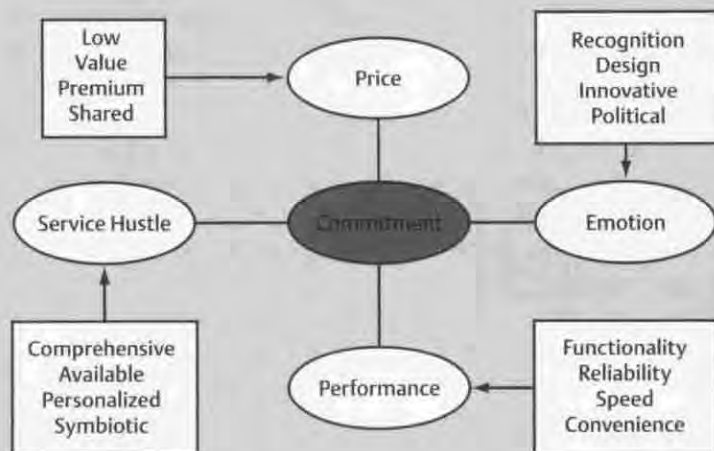 Low
Value
Premium
Shared
Price
Recognition
Design
Innovative
Political
Service Hustle
Commitment
Emotion
Comprehensive
Available
Personalized
Symbiotic
Performance
Functionality
Reliability
Speed
Convenience